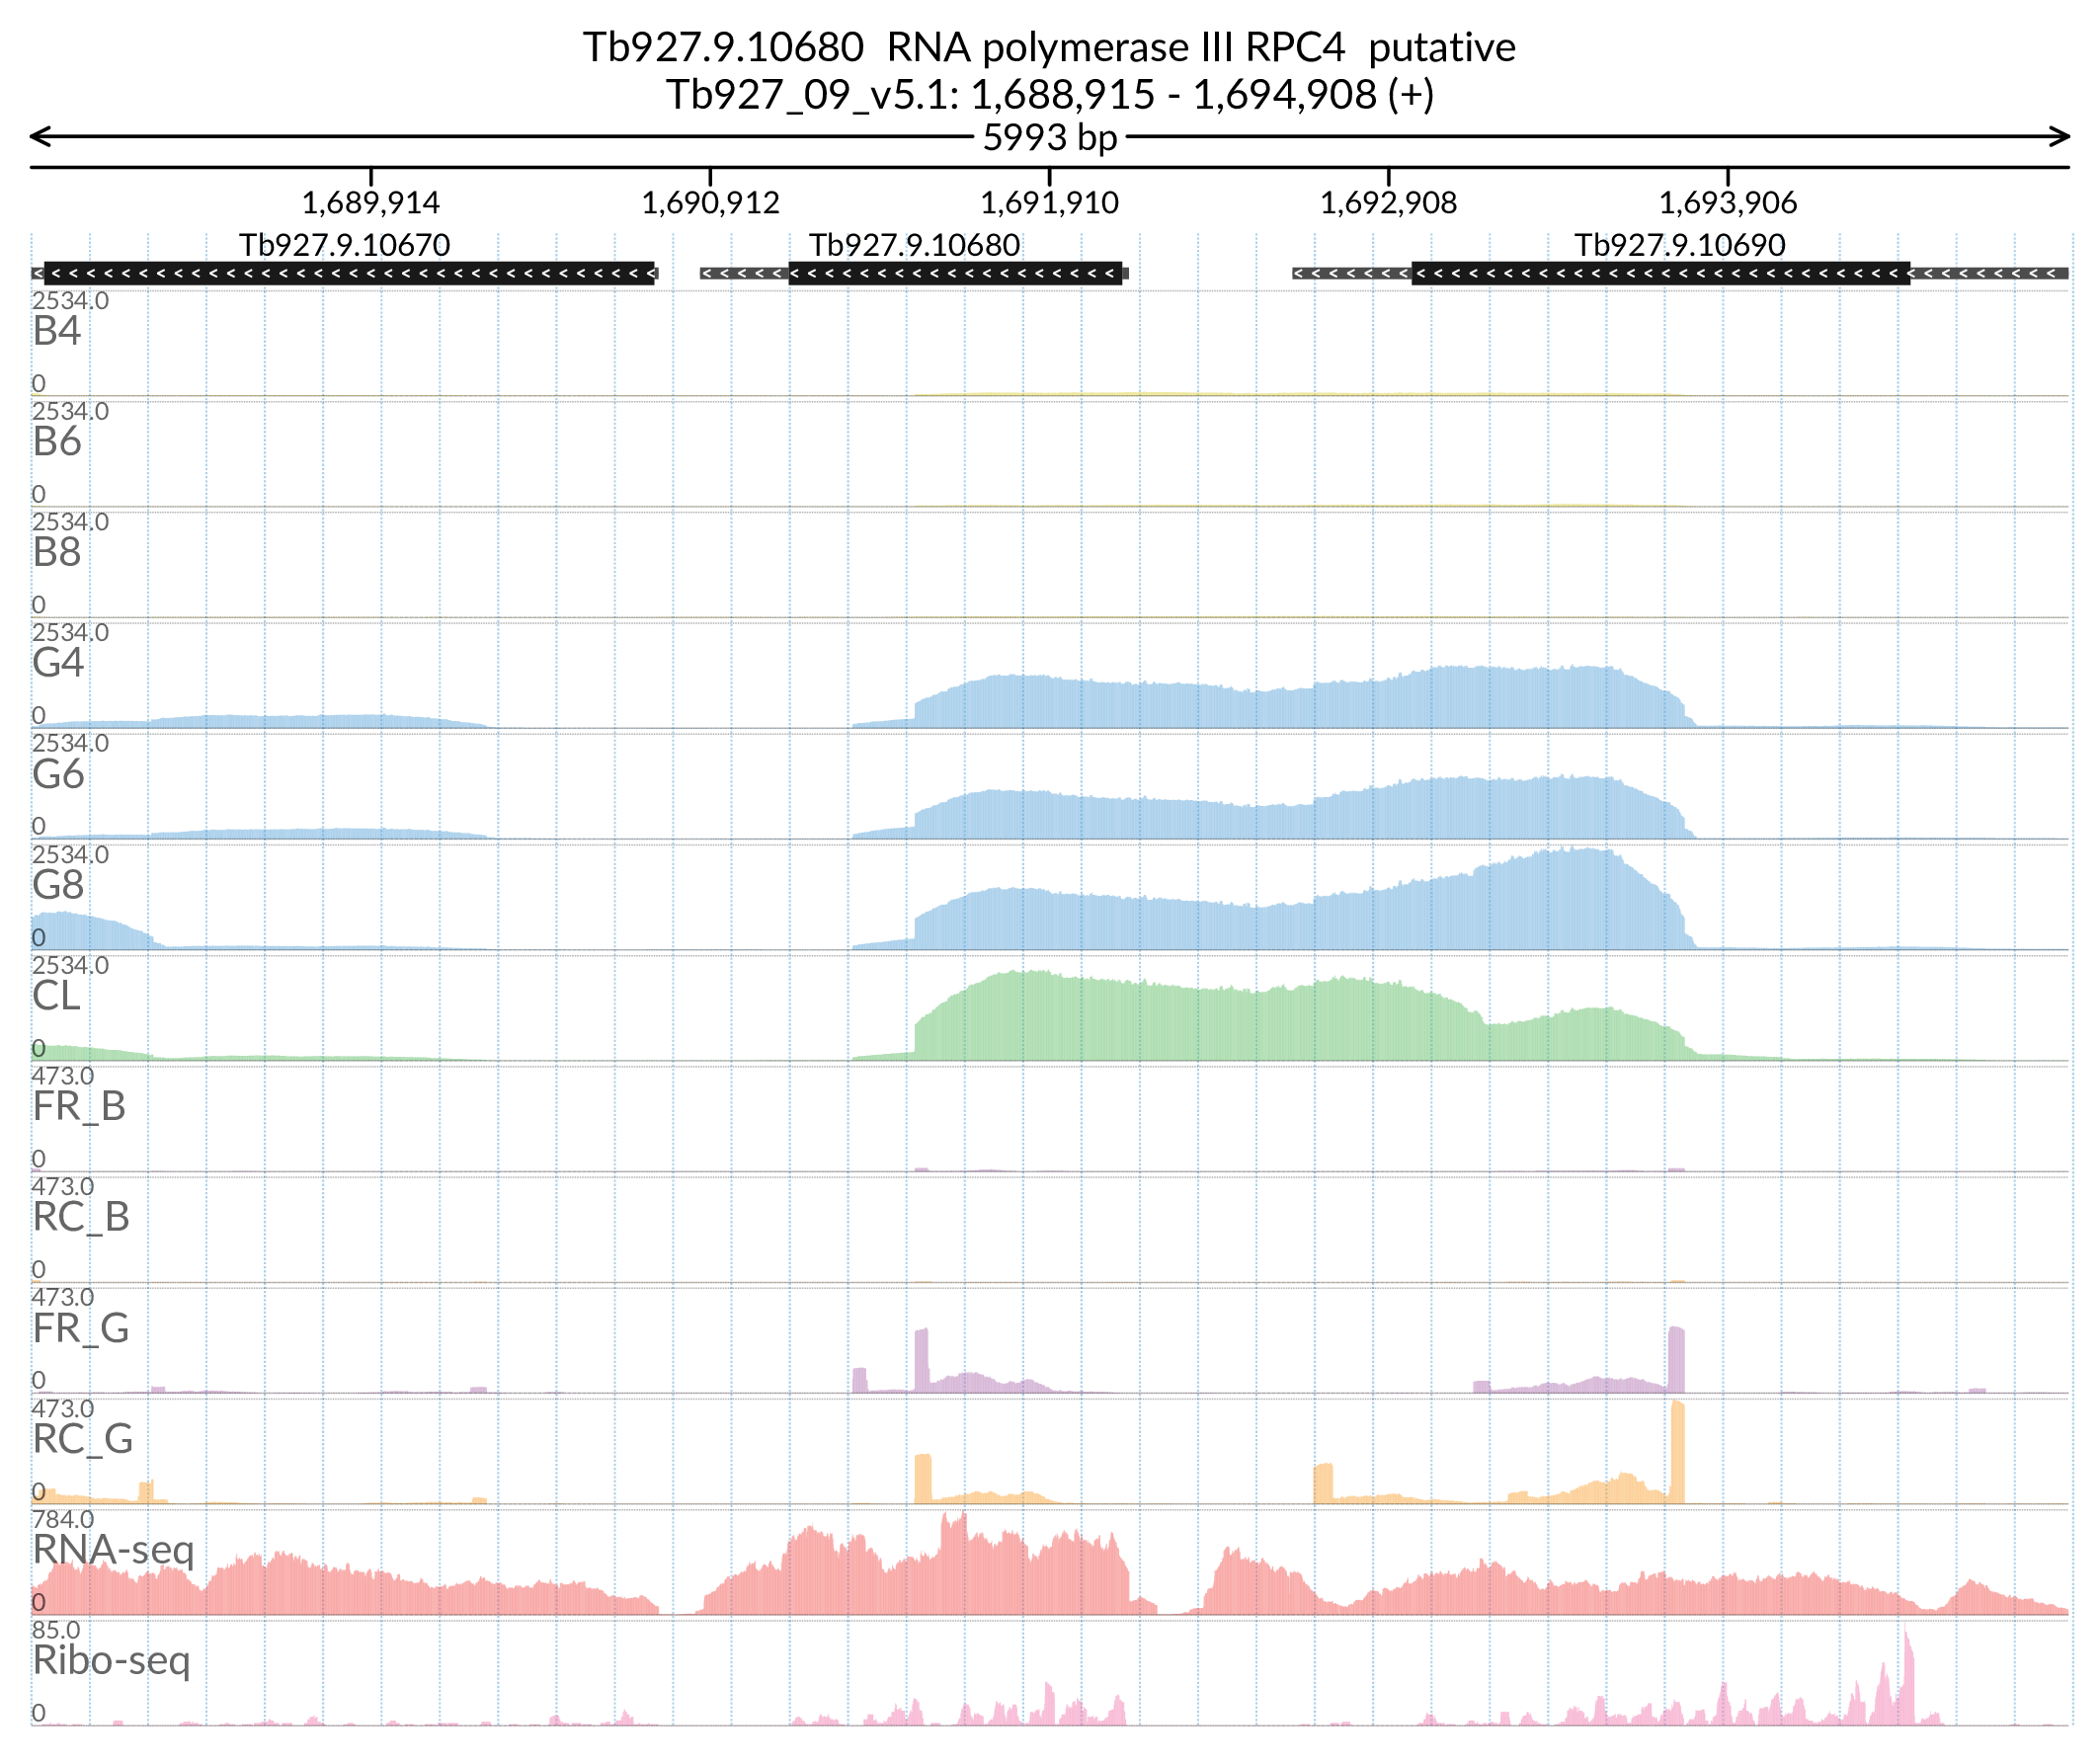 Tb927.9.10680 RNA polymerase III RPC4 putative
Tb927_09_v5.1: 1,688,915 - 1,694,908 (+)
5993 bp
1,689,914 1,690,912 1,691,910 1,692,908 1,693,906
Tb927.9.10670 Tb927.9.10680 Tb927.9.10690
2534.0
B4
0
2534.0
B6
0
2534.0
B8
0
2534.0
G4
0
2534.0
G6
0
2534.0
G8
0
2534.0
CL
0
473.0
FR_B
0
473.0
RC_B
0
473.0
FR_G
0
473.0
RC_G
0
784.0
RNA-seq
0
85.0
Ribo-seq
0